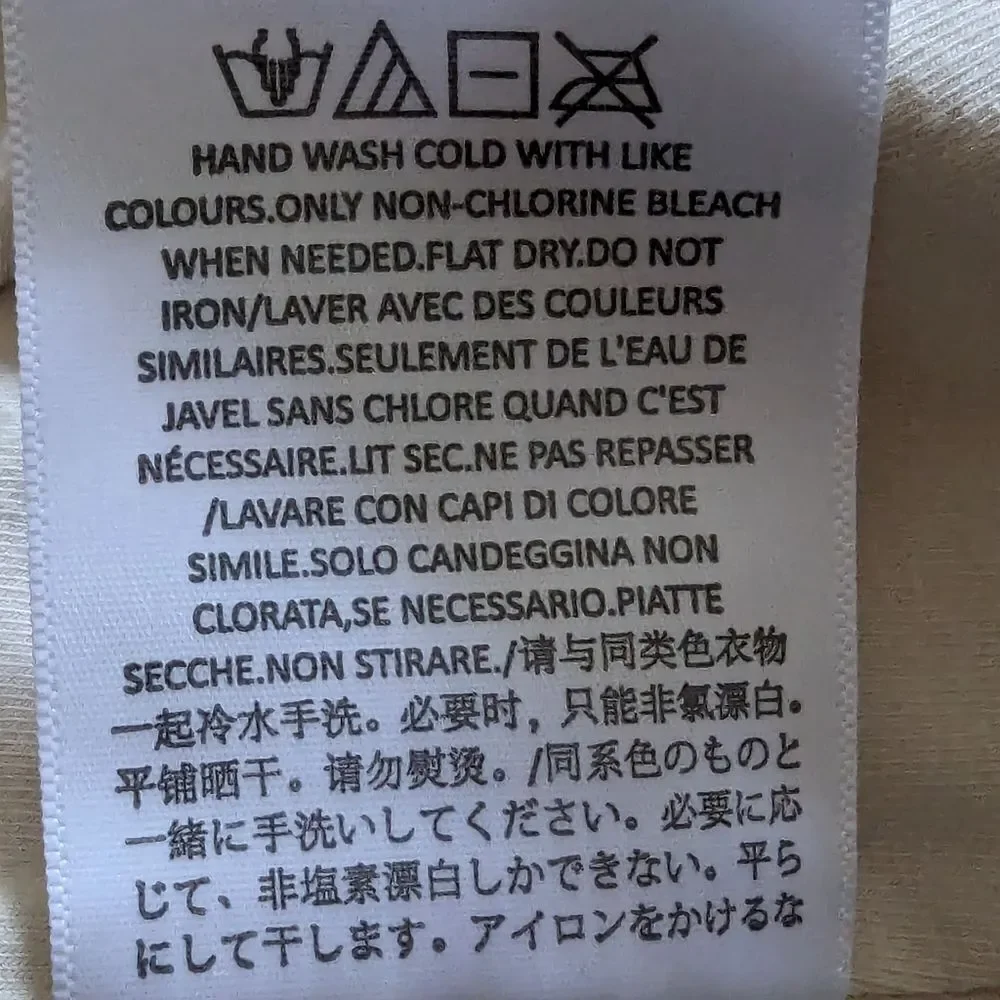 HAND WASH COLD WITH LIKE
COLOURS.ONLY NON-CHLORINE BLEACH
WHEN NEEDED.FLAT DRY.DO NOT
IRON/LAVER AVEC DES COULEURS
SIMILAIRES.SEULEMENT DE L'EAU DE
JAVEL SANS CHLORE QUAND C'EST
NÉCESSAIRE.LIT SEC.NE PAS REPASSER
/LAVARE CON CAPI DI COLORE
SIMILE.SOLO CANDEGGINA NON
CLORATA,SE NECESSARIO.PIATTE
SECCHE.NON STIRARE./请与同类色衣物
一起冷水手洗。必要时，只能非氯漂白。
平铺晒干。请勿熨烫。/同系色のものと
一緒に手洗いしてください。必要に応
じて、非塩素漂白しかできない。平ら
にして干します。アイロンをかけるな